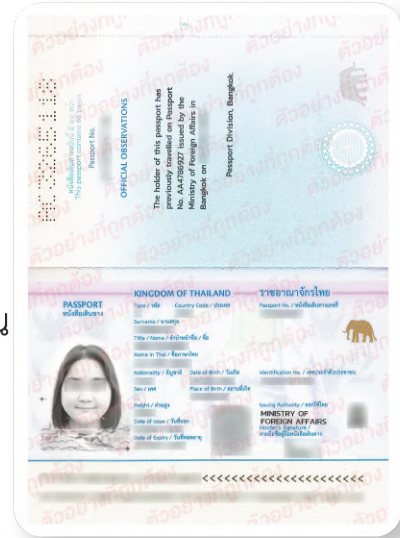 หนังสือเดินทางฉบับนี้ มี 66 หน้า
This passport contains 66 pages
Passport No.
OFFICIAL OBSERVATIONS
The holder of this passport has
previously travelled on Passport
No. AA4786927 issued by the
Ministry of Foreign Affairs in
Bangkok on
Passport Division, Bangkok.
PASSPORT
หนังสือเดินทาง
KINGDOM OF THAILAND
ราชอาณาจักรไทย
Type / รหัส
Country Code / ประเทศ
Passport No. / หนังสือเดินทางเลขที่
Surname / นามสกุล
Title / Name / คำนำหน้าชื่อ / ชื่อ
Name in Thai / ชื่อภาษาไทย
Nationality / สัญชาติ
Date of Birth / วันเกิด
Identification No. / เลขประจำตัวประชาชน
Sex / เพศ
Place of Birth / สถานที่เกิด
Height / ส่วนสูง
Issuing Authority / ออกให้โดย
MINISTRY OF
FOREIGN AFFAIRS
Date of Issue / วันที่ออก
Holder's Signature /
ลายมือชื่อผู้ถือหนังสือเดินทาง
Date of Expiry / วันที่หมดอายุ
<<<<<<<<<<<<<<<<<<<<<<<
ตัวอย่างที่ถูกต้อง